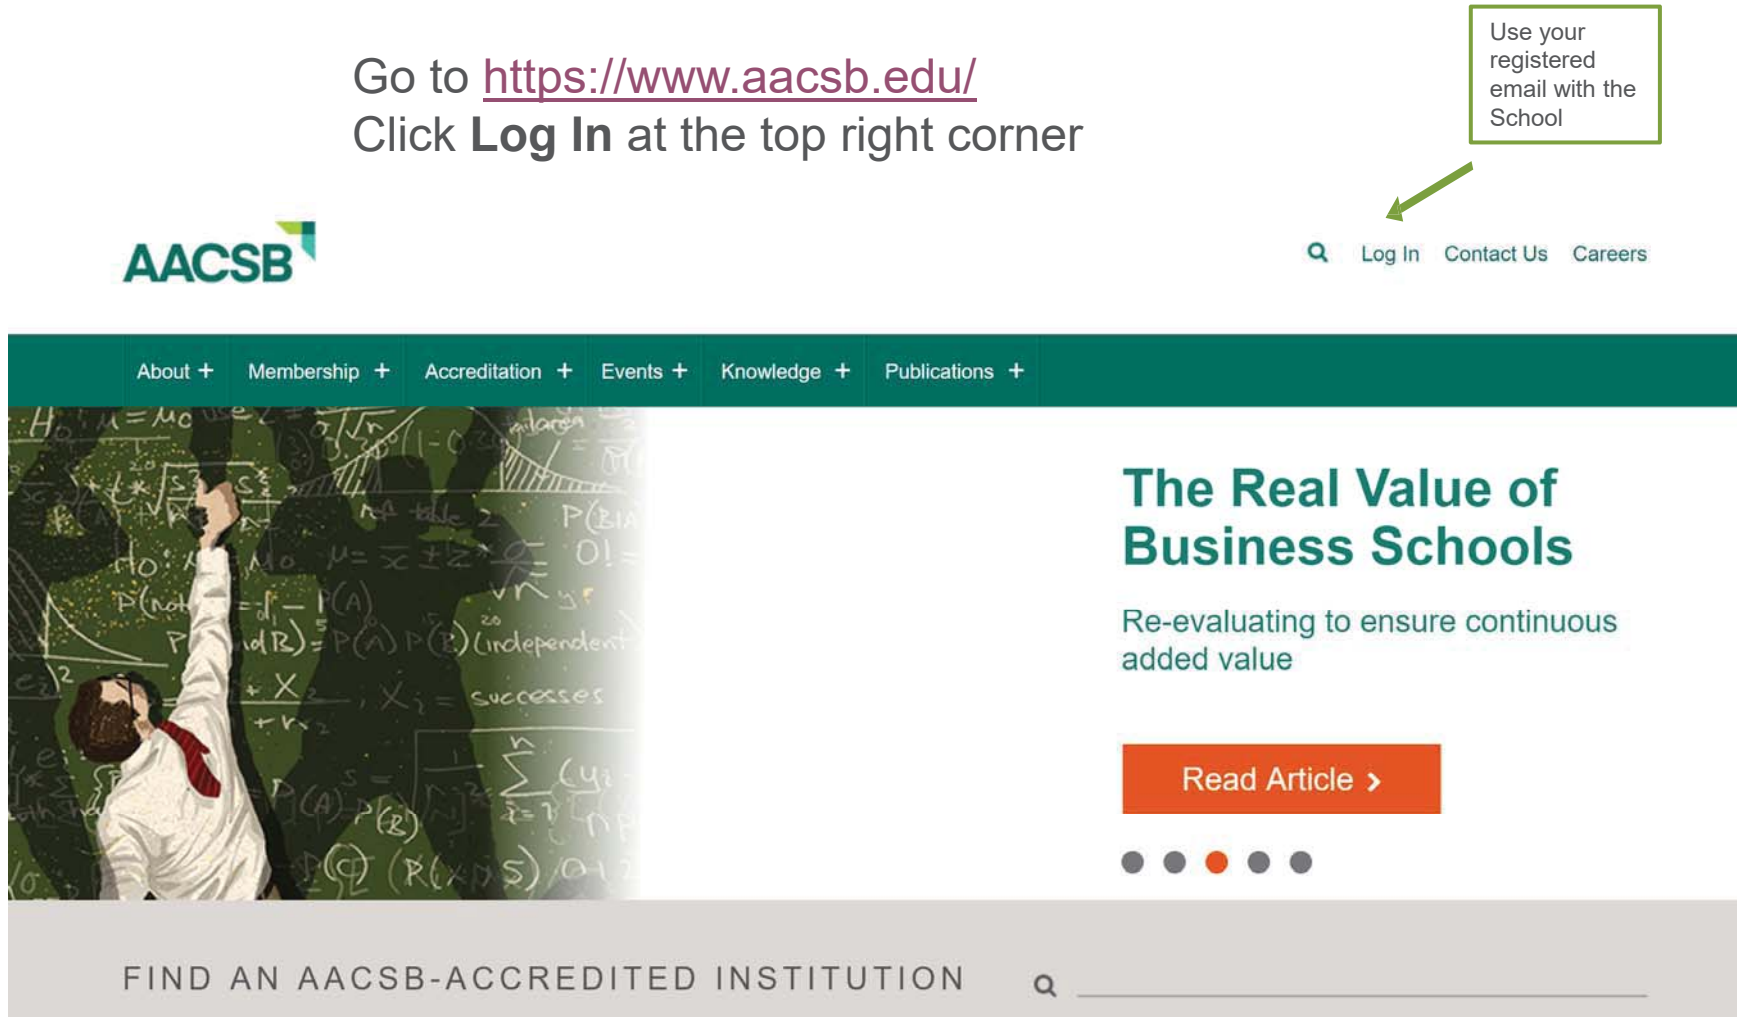 Go to https://www.aacsb.edu/
Click Log In at the top right corner
Use your
registered
email with the
School
AACSB
Log In Contact Us Careers
About + Membership + Accreditation + Events + Knowledge + Publications +
The Real Value of
Business Schools
Re-evaluating to ensure continuous
added value
Read Article >
P(A) P(B) (independent
successes
FIND AN AACSB-ACCREDITED INSTITUTION